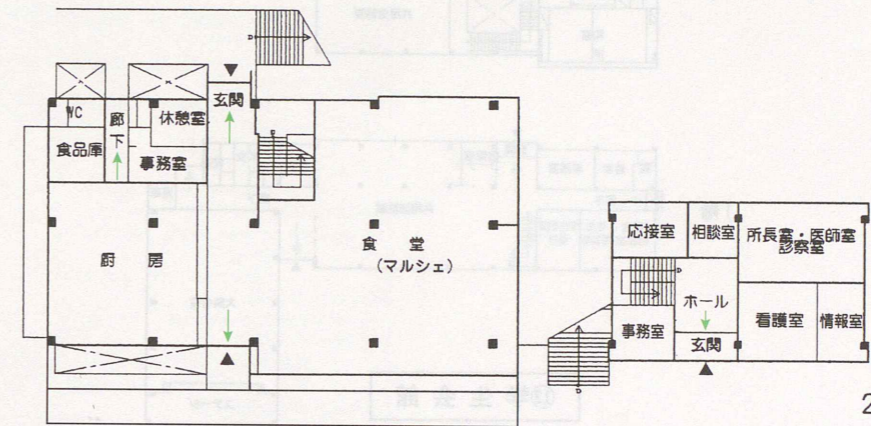 WC
廊下
休憩室
玄関
食品庫
事務室
厨房
食堂
(マルシェ)
応接室
相談室
所長室・医師室
診察室
ホール
事務室
玄関
看護室
情報室
2